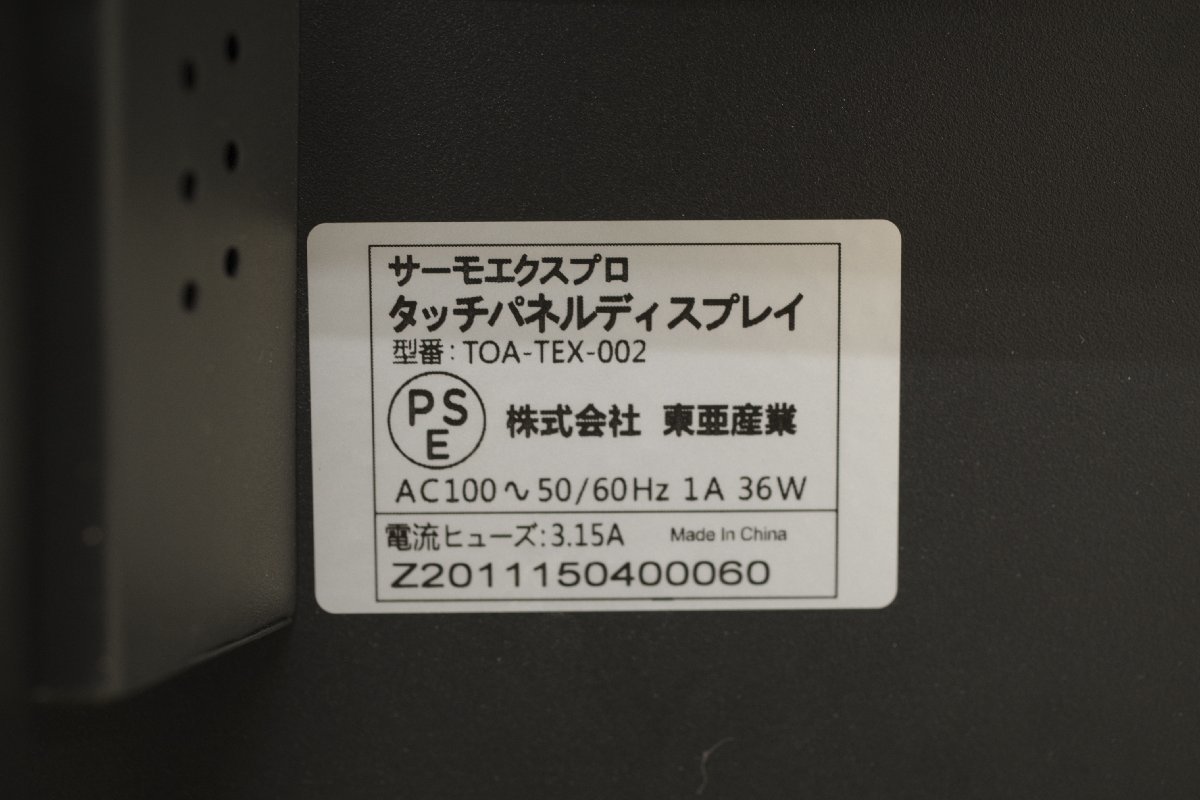 サーモエクスプロ
タッチパネルディスプレイ
型番：TOA-TEX-002
PSE
株式会社 東亜産業
AC100～50/60Hz 1A 36W
電流ヒューズ：3.15A Made In China
Z2011150400060